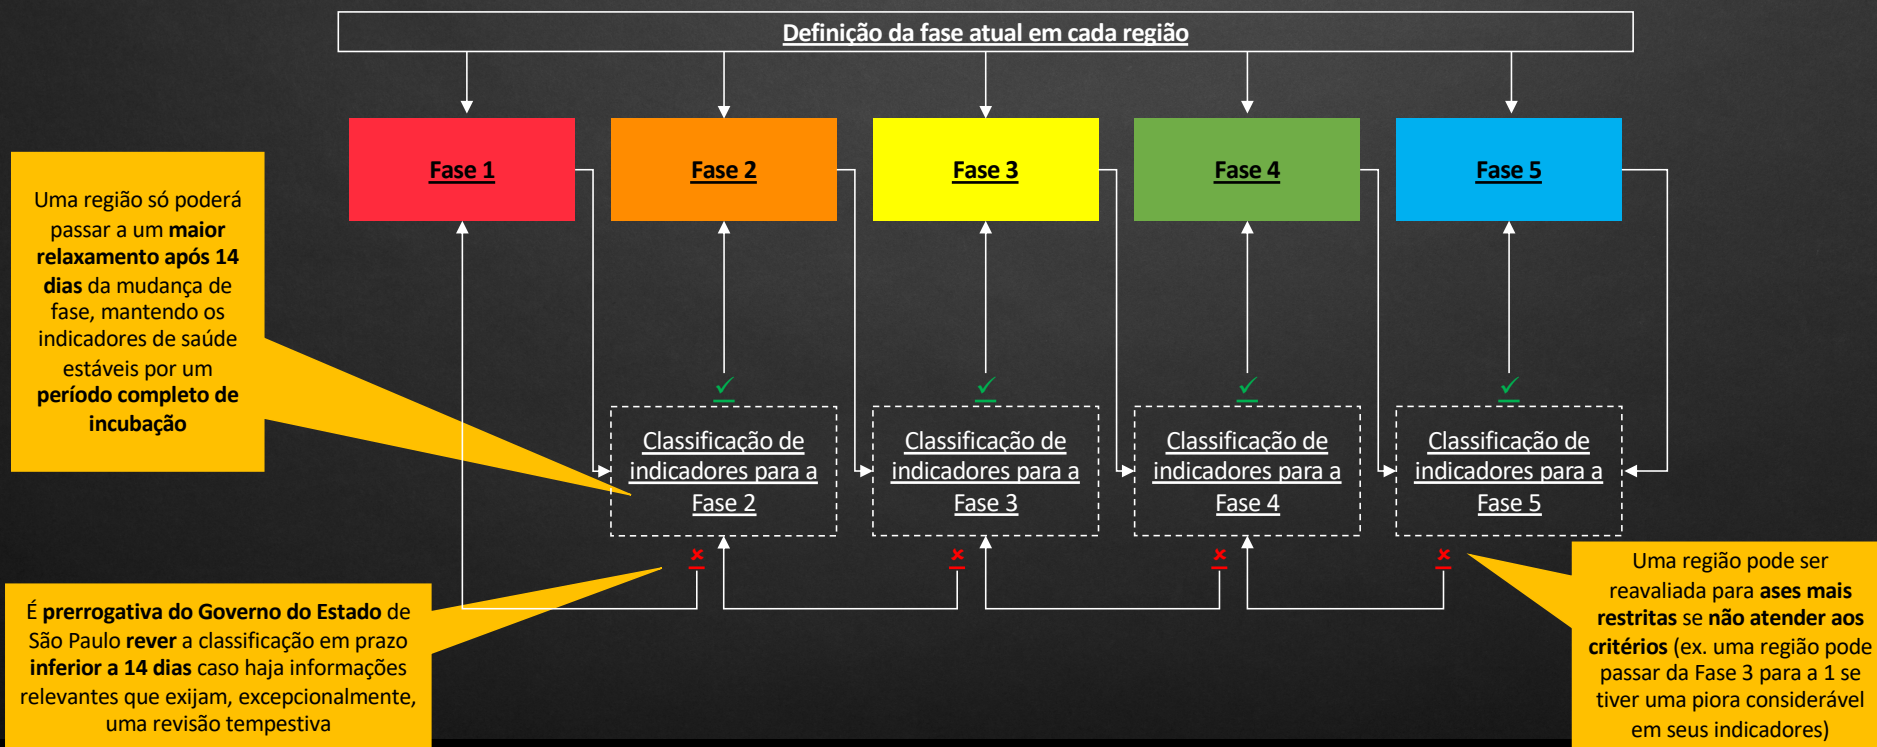 Definição da fase atual em cada região
Fase 1
Fase 2
Fase 3
Fase 4
Fase 5
Uma região só poderá
passar a um maior
relaxamento após 14
dias da mudança de
fase, mantendo os
indicadores de saúde
estáveis por um
período completo de
incubação
Classificação de
indicadores para a
Fase 2
Classificação de
indicadores para a
Fase 3
Classificação de
indicadores para a
Fase 4
Classificação de
indicadores para a
Fase 5
É prerrogativa do Governo do Estado de
São Paulo rever a classificação em prazo
inferior a 14 dias caso haja informações
relevantes que exijam, excepcionalmente,
uma revisão tempestiva
Uma região pode ser
reavaliada para ases mais
restritas se não atender aos
critérios (ex. uma região pode
passar da Fase 3 para a 1 se
tiver uma piora considerável
em seus indicadores)